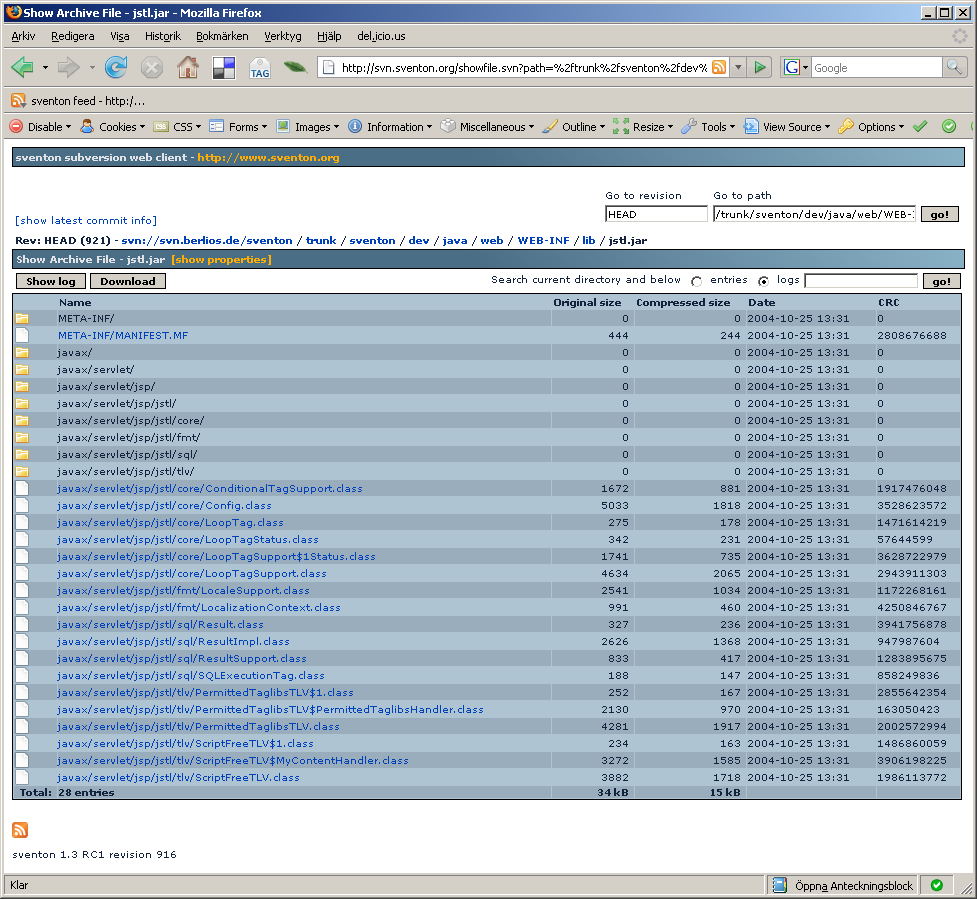 Show Archive File - jstl.jar - Mozilla Firefox
Arkiv Redigera Visa Historik Bokmärken Verktyg Hjälp del.icio.us
TAG http://svn.sventon.org/showfile.svn?path=%2ftrunk%2fsventon%2fdev% G Google
sventon feed - http:/...
Disable Cookies CSS Forms Images Information Miscellaneous Outline Resize Tools View Source Options
sventon subversion web client - http://www.sventon.org
Go to revision Go to path
[show latest commit info] HEAD /trunk/sventon/dev/java/web/WEB- go!
Rev: HEAD (921) - svn://svn.berlios.de/sventon / trunk / sventon / dev / java / web / WEB-INF / lib / jstl.jar
Show Archive File - jstl.jar [show properties]
Show log Download Search current directory and below entries logs go!
Name Original size Compressed size Date CRC
META-INF/ 0 0 2004-10-25 13:31 0
META-INF/MANIFEST.MF 444 244 2004-10-25 13:31 2808676688
javax/ 0 0 2004-10-25 13:31 0
javax/servlet/ 0 0 2004-10-25 13:31 0
javax/servlet/jsp/ 0 0 2004-10-25 13:31 0
javax/servlet/jsp/jstl/ 0 0 2004-10-25 13:31 0
javax/servlet/jsp/jstl/core/ 0 0 2004-10-25 13:31 0
javax/servlet/jsp/jstl/fmt/ 0 0 2004-10-25 13:31 0
javax/servlet/jsp/jstl/sql/ 0 0 2004-10-25 13:31 0
javax/servlet/jsp/jstl/tlv/ 0 0 2004-10-25 13:31 0
javax/servlet/jsp/jstl/core/ConditionalTagSupport.class 1672 881 2004-10-25 13:31 1917476048
javax/servlet/jsp/jstl/core/Config.class 5033 1818 2004-10-25 13:31 3528623572
javax/servlet/jsp/jstl/core/LoopTag.class 275 178 2004-10-25 13:31 1471614219
javax/servlet/jsp/jstl/core/LoopTagStatus.class 342 231 2004-10-25 13:31 57644599
javax/servlet/jsp/jstl/core/LoopTagSupport$1Status.class 1741 735 2004-10-25 13:31 3628722979
javax/servlet/jsp/jstl/core/LoopTagSupport.class 4634 2065 2004-10-25 13:31 2943911303
javax/servlet/jsp/jstl/fmt/LocaleSupport.class 2541 1034 2004-10-25 13:31 1172268161
javax/servlet/jsp/jstl/fmt/LocalizationContext.class 991 460 2004-10-25 13:31 4250846767
javax/servlet/jsp/jstl/sql/Result.class 327 236 2004-10-25 13:31 3941756878
javax/servlet/jsp/jstl/sql/ResultImpl.class 2626 1368 2004-10-25 13:31 947987604
javax/servlet/jsp/jstl/sql/ResultSupport.class 833 417 2004-10-25 13:31 1283895675
javax/servlet/jsp/jstl/sql/SQLExecutionTag.class 188 147 2004-10-25 13:31 858249836
javax/servlet/jsp/jstl/tlv/PermittedTaglibsTLV$1.class 252 167 2004-10-25 13:31 2855642354
javax/servlet/jsp/jstl/tlv/PermittedTaglibsTLV$PermittedTaglibsHandler.class 2130 970 2004-10-25 13:31 163050423
javax/servlet/jsp/jstl/tlv/PermittedTaglibsTLV.class 4281 1917 2004-10-25 13:31 2002572994
javax/servlet/jsp/jstl/tlv/ScriptFreeTLV$1.class 234 163 2004-10-25 13:31 1486860059
javax/servlet/jsp/jstl/tlv/ScriptFreeTLV$MyContentHandler.class 3272 1585 2004-10-25 13:31 3906198225
javax/servlet/jsp/jstl/tlv/ScriptFreeTLV.class 3882 1718 2004-10-25 13:31 1986113772
Total: 28 entries 34 kB 15 kB
sventon 1.3 RC1 revision 916
Klar Öppna Anteckningsblock